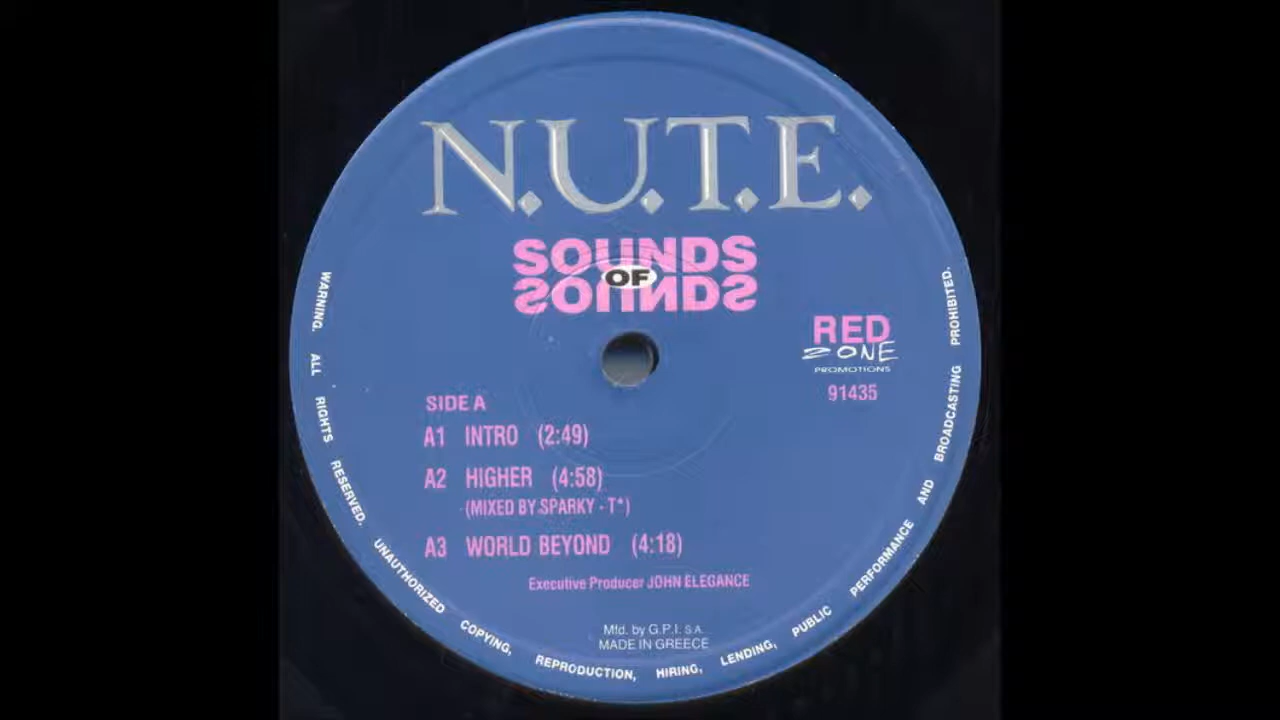 N.U.T.E.
SOUNDS
OF
SOUNDS
RED
ZONE
PROMOTIONS
91435
SIDE A
A1 INTRO (2:49)
A2 HIGHER (4:58)
(MIXED BY SPARKY - T*)
A3 WORLD BEYOND (4:18)
Executive Producer JOHN ELEGANCE
Mfd. by G.P.I. S.A.
MADE IN GREECE
WARNING. ALL RIGHTS RESERVED. UNAUTHORIZED COPYING, REPRODUCTION, HIRING, LENDING, PUBLIC PERFORMANCE AND BROADCASTING PROHIBITED.